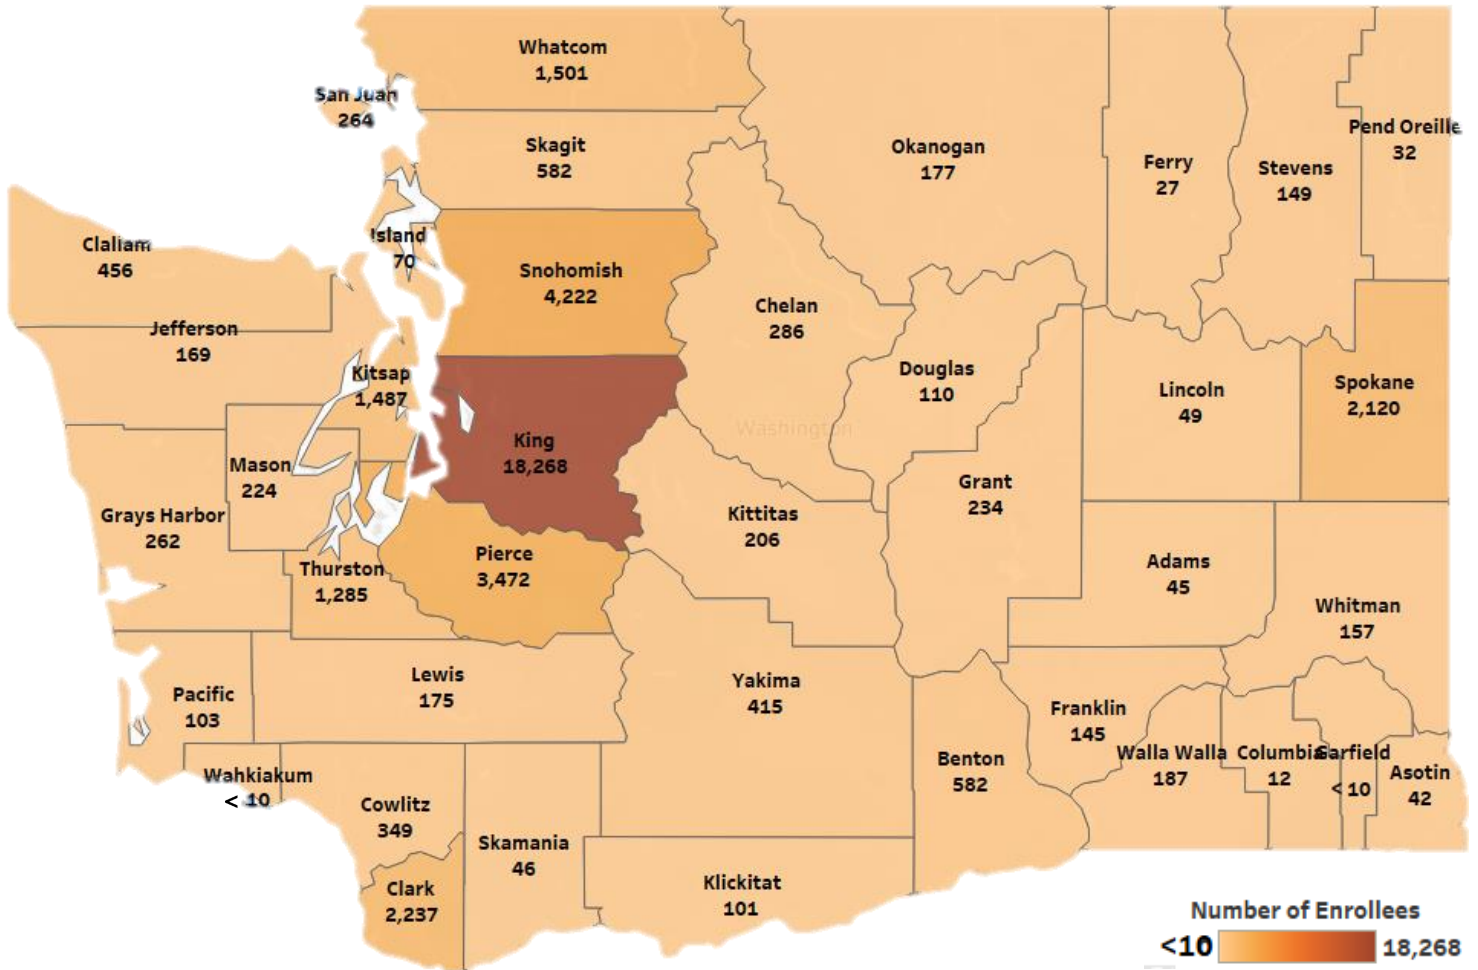 Whatcom
1,501
San Juan
264
Skagit
582
Okanogan
177
Ferry
27
Stevens
149
Pend Oreille
32
Clallam
456
Island
70
Snohomish
4,222
Chelan
286
Jefferson
169
Kitsap
1,487
Douglas
110
Lincoln
49
Spokane
2,120
Washington
King
18,268
Mason
224
Grays Harbor
262
Kittitas
206
Grant
234
Thurston
1,285
Pierce
3,472
Adams
45
Whitman
157
Pacific
103
Lewis
175
Yakima
415
Benton
582
Franklin
145
Walla Walla
187
Columbia
12
Garfield
< 10
Asotin
42
Wahkiakum
< 10
Cowlitz
349
Skamania
46
Clark
2,237
Klickitat
101
Number of Enrollees
<10 18,268